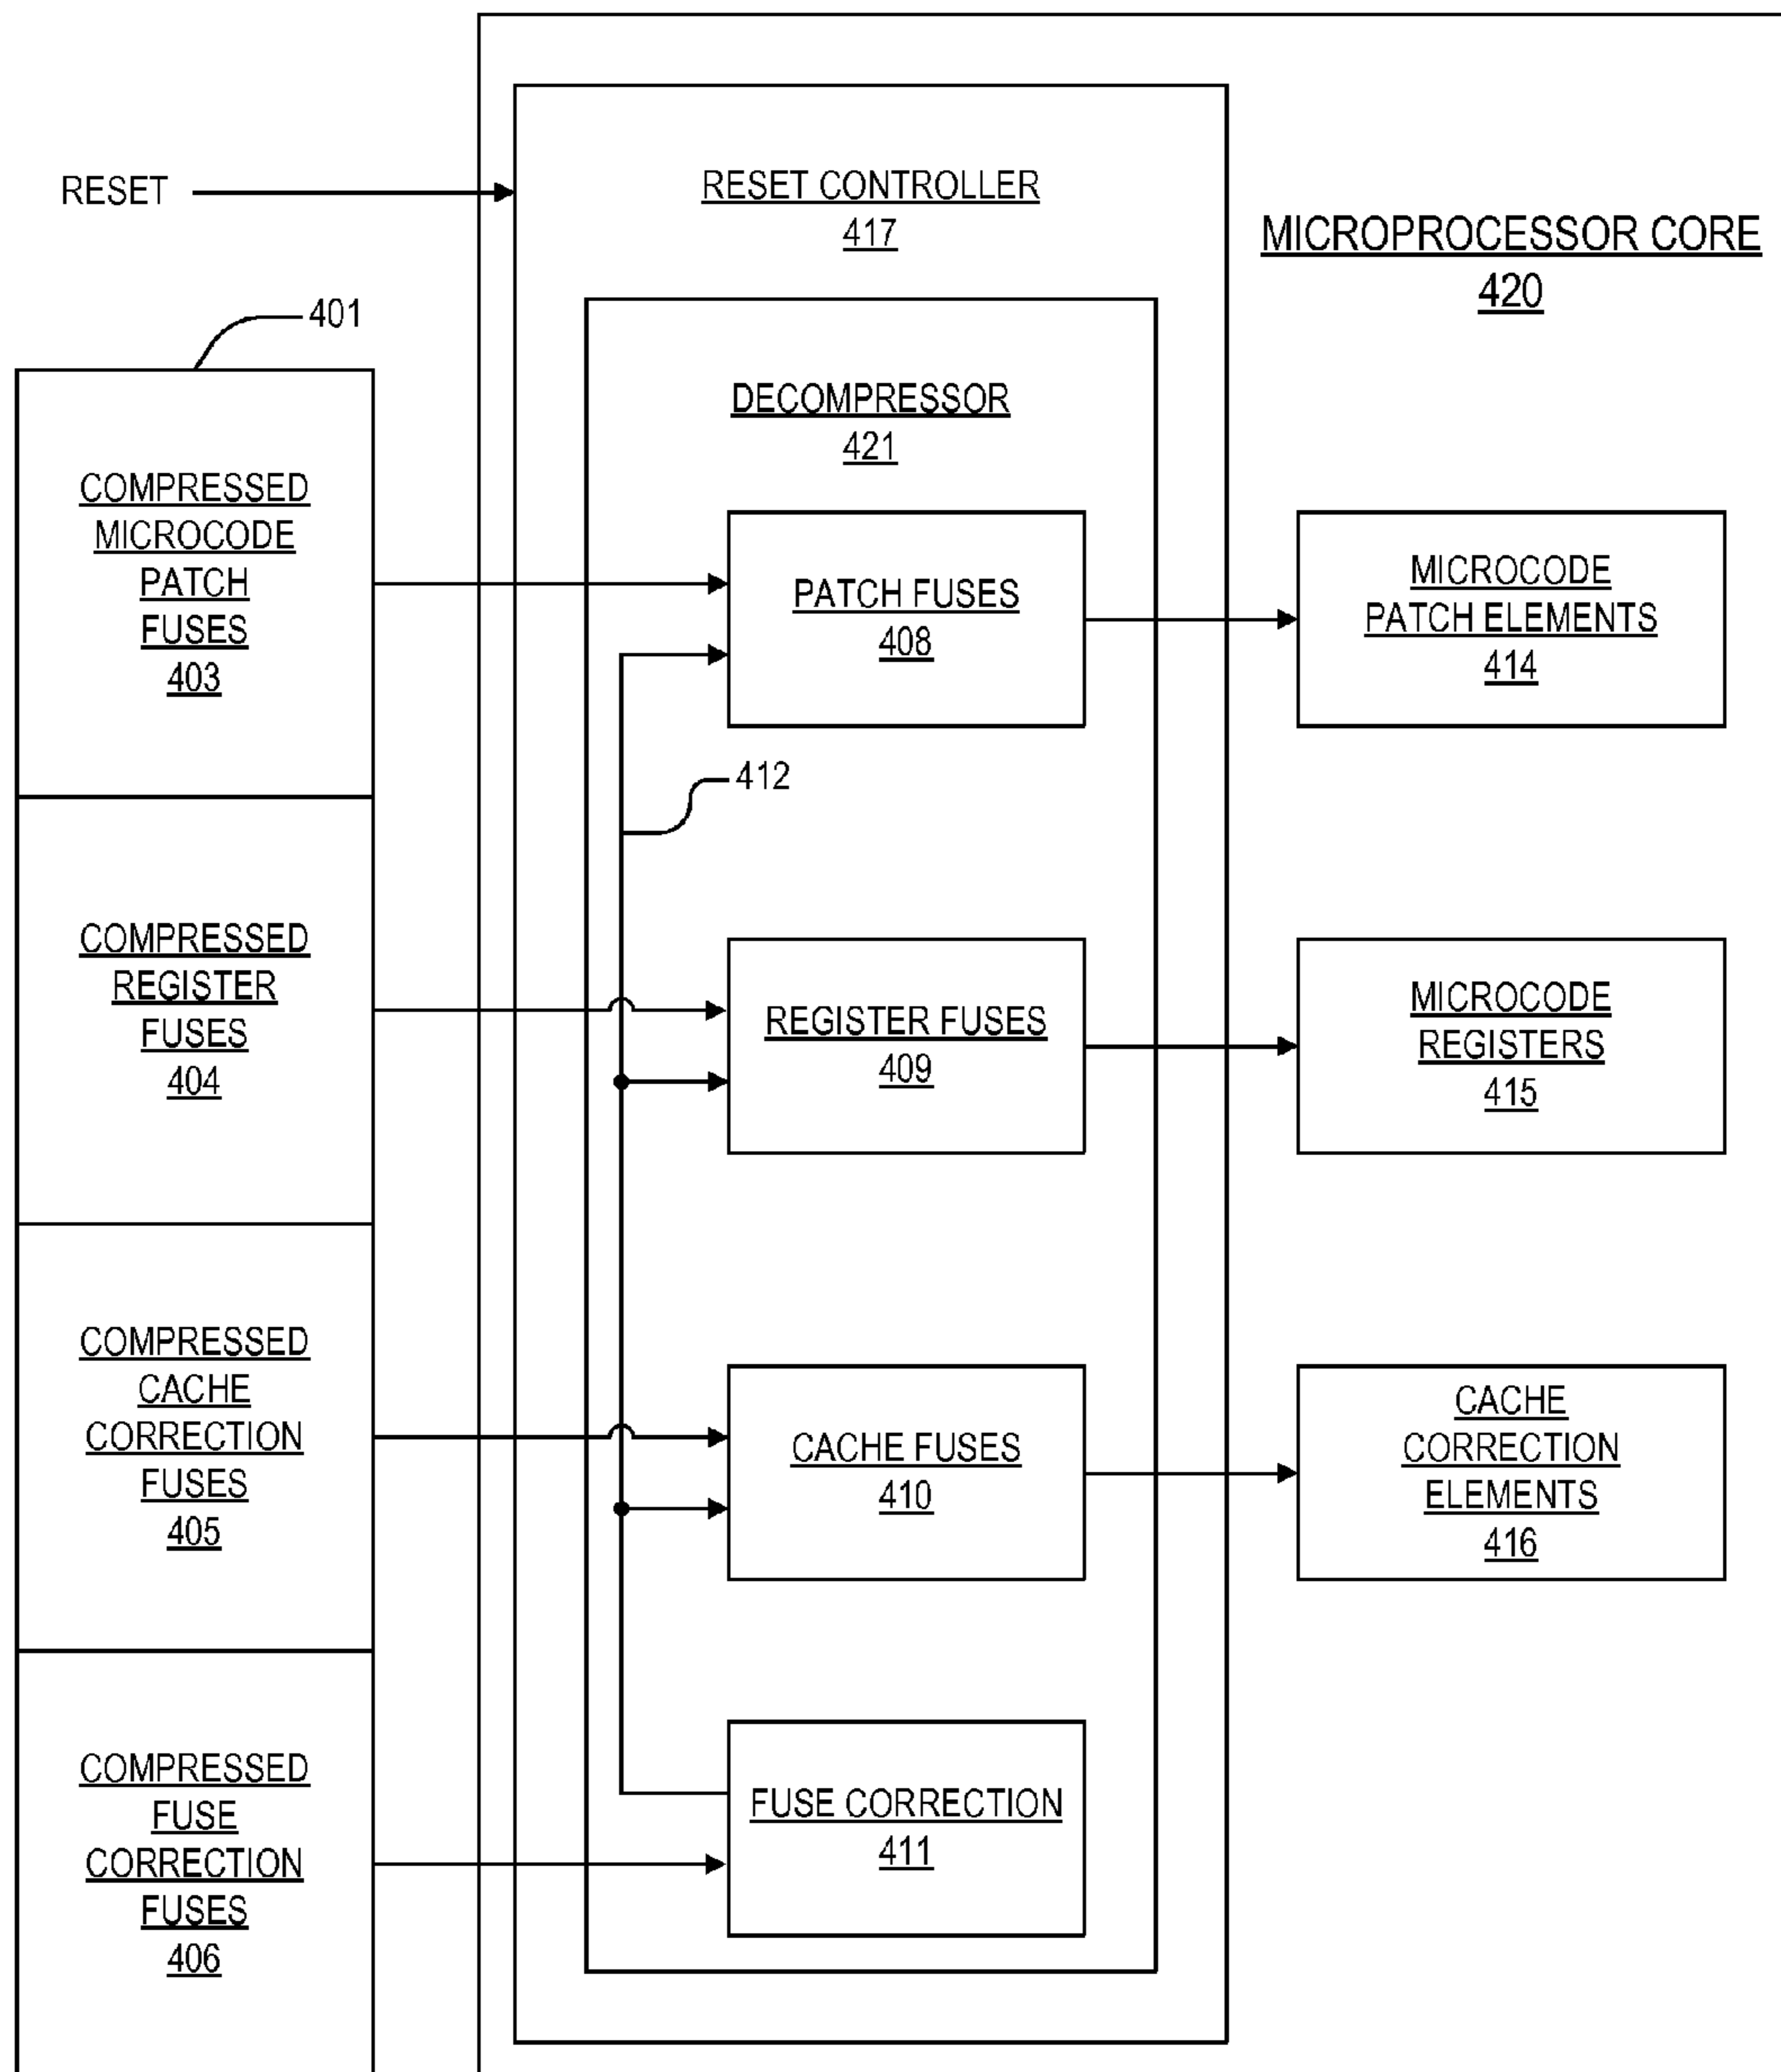 RESET
RESET CONTROLLER
417
MICROPROCESSOR CORE
420
401
DECOMPRESSOR
421
COMPRESSED
MICROCODE
PATCH
FUSES
403
PATCH FUSES
408
MICROCODE
PATCH ELEMENTS
414
412
COMPRESSED
REGISTER
FUSES
404
REGISTER FUSES
409
MICROCODE
REGISTERS
415
COMPRESSED
CACHE
CORRECTION
FUSES
405
CACHE FUSES
410
CACHE
CORRECTION
ELEMENTS
416
COMPRESSED
FUSE
CORRECTION
FUSES
406
FUSE CORRECTION
411